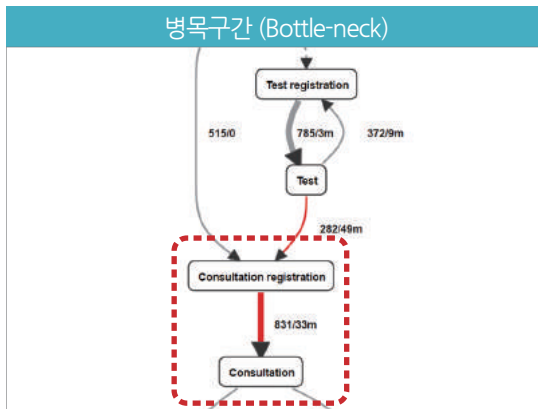 병목구간 (Bottle-neck)
Test registration
515/0
785/3m
372/9m
Test
282/49m
Consultation registration
831/33m
Consultation